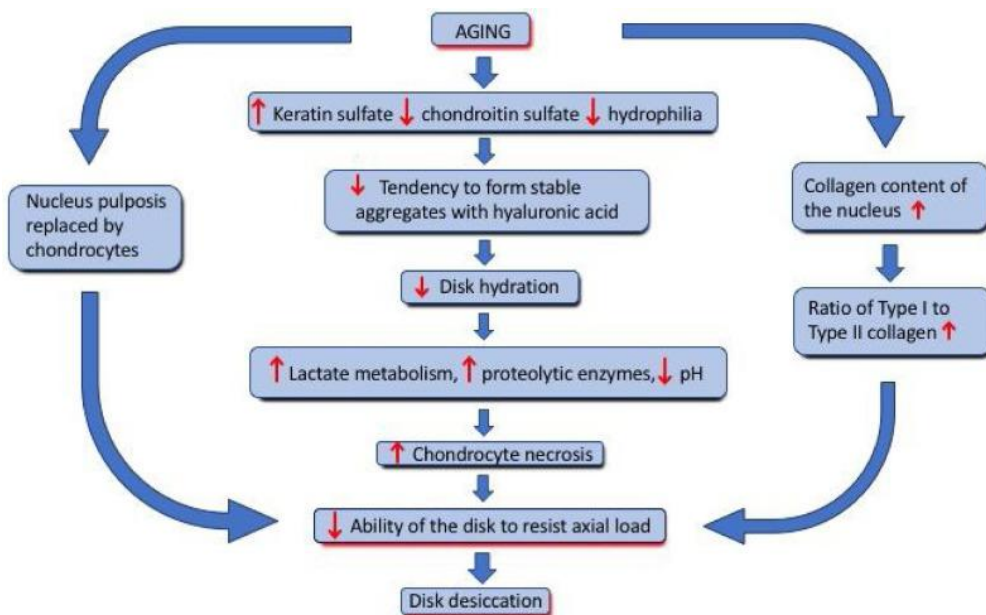 AGING
↑ Keratin sulfate ↓ chondroitin sulfate ↓ hydrophilia
↓ Tendency to form stable
aggregates with hyaluronic acid
Nucleus pulposis
replaced by
chondrocytes
Collagen content of
the nucleus ↑
↓ Disk hydration
Ratio of Type I to
Type II collagen ↑
↑ Lactate metabolism, ↑ proteolytic enzymes, ↓ pH
↑ Chondrocyte necrosis
↓ Ability of the disk to resist axial load
Disk desiccation